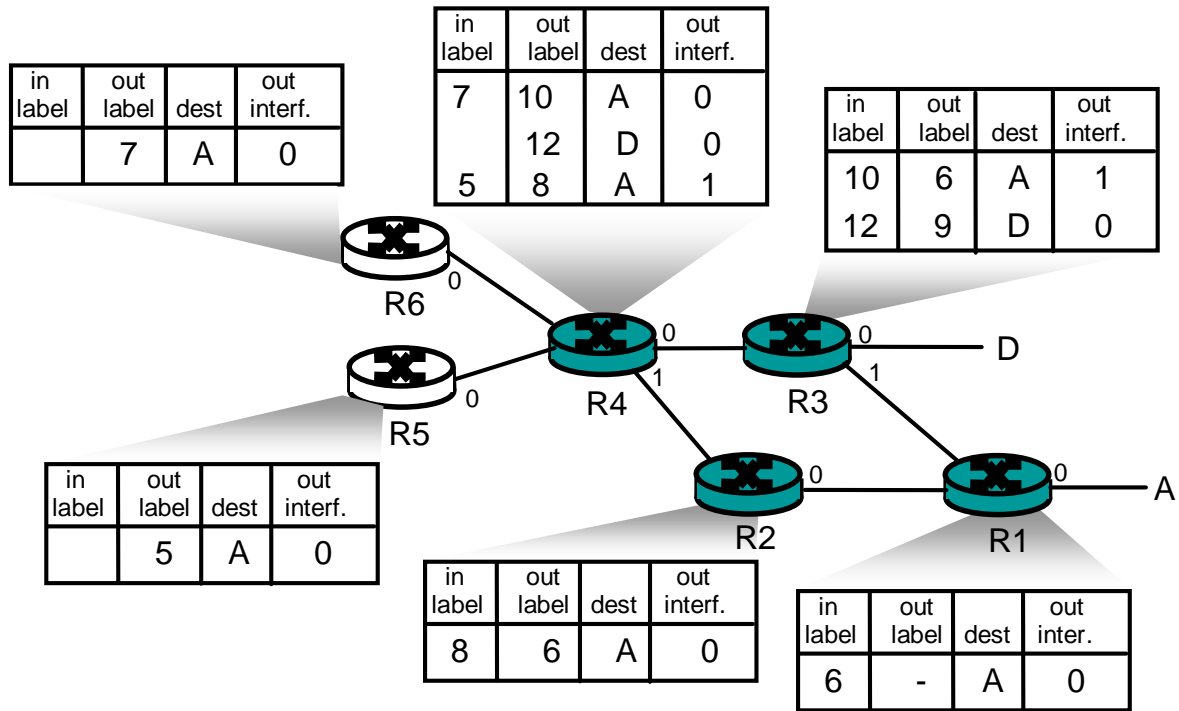 in out dest out
label label interf.
7 10 A 0
12 D 0
5 8 A 1
in out dest out
label label interf.
7 A 0
in out dest out
label label interf.
10 6 A 1
12 9 D 0
0
R6
0
1
R4
0
1
R3
D
0
R5
0
R2
0
R1
A
in out dest out
label label interf.
5 A 0
in out dest out
label label interf.
8 6 A 0
in out dest out
label label inter.
6 - A 0